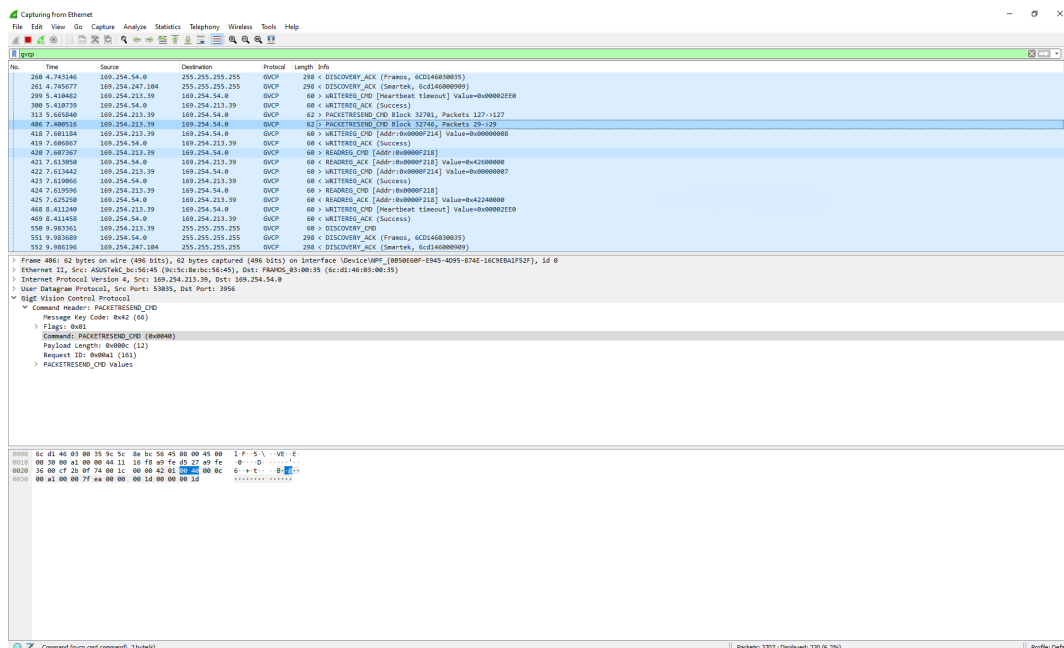 Capturing from Ethernet
File Edit View Go Capture Analyze Statistics Telephony Wireless Tools Help
gvcp
No. Time Source Destination Protocol Length Info
260 4.743146 169.254.54.0 255.255.255.255 GVCP 298 < DISCOVERY_ACK (Framos, 6CD146030035)
261 4.745677 169.254.247.104 255.255.255.255 GVCP 298 < DISCOVERY_ACK (Smartek, 6cd146000909)
299 5.410482 169.254.213.39 169.254.54.0 GVCP 60 > WRITEREG_CMD [Heartbeat timeout] Value=0x00002EE0
300 5.410739 169.254.54.0 169.254.213.39 GVCP 60 < WRITEREG_ACK (Success)
313 5.665840 169.254.213.39 169.254.54.0 GVCP 62 > PACKETRESEND_CMD Block 32701, Packets 127->127
406 7.400516 169.254.213.39 169.254.54.0 GVCP 62 > PACKETRESEND_CMD Block 32746, Packets 29->29
418 7.601184 169.254.213.39 169.254.54.0 GVCP 60 > WRITEREG_CMD [Addr:0x0000F214] Value=0x00000008
419 7.606867 169.254.54.0 169.254.213.39 GVCP 60 < WRITEREG_ACK (Success)
420 7.607367 169.254.213.39 169.254.54.0 GVCP 60 > READREG_CMD [Addr:0x0000F218]
421 7.613050 169.254.54.0 169.254.213.39 GVCP 60 < READREG_ACK [Addr:0x0000F218] Value=0x42600000
422 7.613442 169.254.213.39 169.254.54.0 GVCP 60 > WRITEREG_CMD [Addr:0x0000F214] Value=0x00000007
423 7.619066 169.254.54.0 169.254.213.39 GVCP 60 < WRITEREG_ACK (Success)
424 7.619596 169.254.213.39 169.254.54.0 GVCP 60 > READREG_CMD [Addr:0x0000F218]
425 7.625250 169.254.54.0 169.254.213.39 GVCP 60 < READREG_ACK [Addr:0x0000F218] Value=0x42240000
468 8.411240 169.254.213.39 169.254.54.0 GVCP 60 > WRITEREG_CMD [Heartbeat timeout] Value=0x00002EE0
469 8.411458 169.254.54.0 169.254.213.39 GVCP 60 < WRITEREG_ACK (Success)
550 9.983361 169.254.213.39 255.255.255.255 GVCP 60 > DISCOVERY_CMD
551 9.983689 169.254.54.0 255.255.255.255 GVCP 298 < DISCOVERY_ACK (Framos, 6CD146030035)
552 9.986196 169.254.247.104 255.255.255.255 GVCP 298 < DISCOVERY_ACK (Smartek, 6cd146000909)
> Frame 406: 62 bytes on wire (496 bits), 62 bytes captured (496 bits) on interface \Device\NPF_{0B50E60F-E945-4D95-874E-16C9EBA1F52F}, id 0
> Ethernet II, Src: ASUSTekC_bc:56:45 (9c:5c:8e:bc:56:45), Dst: FRAMOS_03:00:35 (6c:d1:46:03:00:35)
> Internet Protocol Version 4, Src: 169.254.213.39, Dst: 169.254.54.0
> User Datagram Protocol, Src Port: 53035, Dst Port: 3956
GigE Vision Control Protocol
Command Header: PACKETRESEND_CMD
Message Key Code: 0x42 (66)
> Flags: 0x01
Command: PACKETRESEND_CMD (0x0040)
Payload Length: 0x000c (12)
Request ID: 0x00a1 (161)
> PACKETRESEND_CMD Values
0000 6c d1 46 03 00 35 9c 5c 8e bc 56 45 08 00 45 00 l·F··5·\ ··VE··E·
0010 00 30 00 a1 00 00 44 11 16 f8 a9 fe d5 27 a9 fe ·0····D· ·····'··
0020 36 00 cf 2b 0f 74 00 1c 00 00 42 01 00 40 00 0c 6··+·t·· ··B··@··
0030 00 a1 00 00 7f ea 00 00 00 1d 00 00 00 1d ········ ······
Command (gvcp.cmd.command), 2 byte(s)